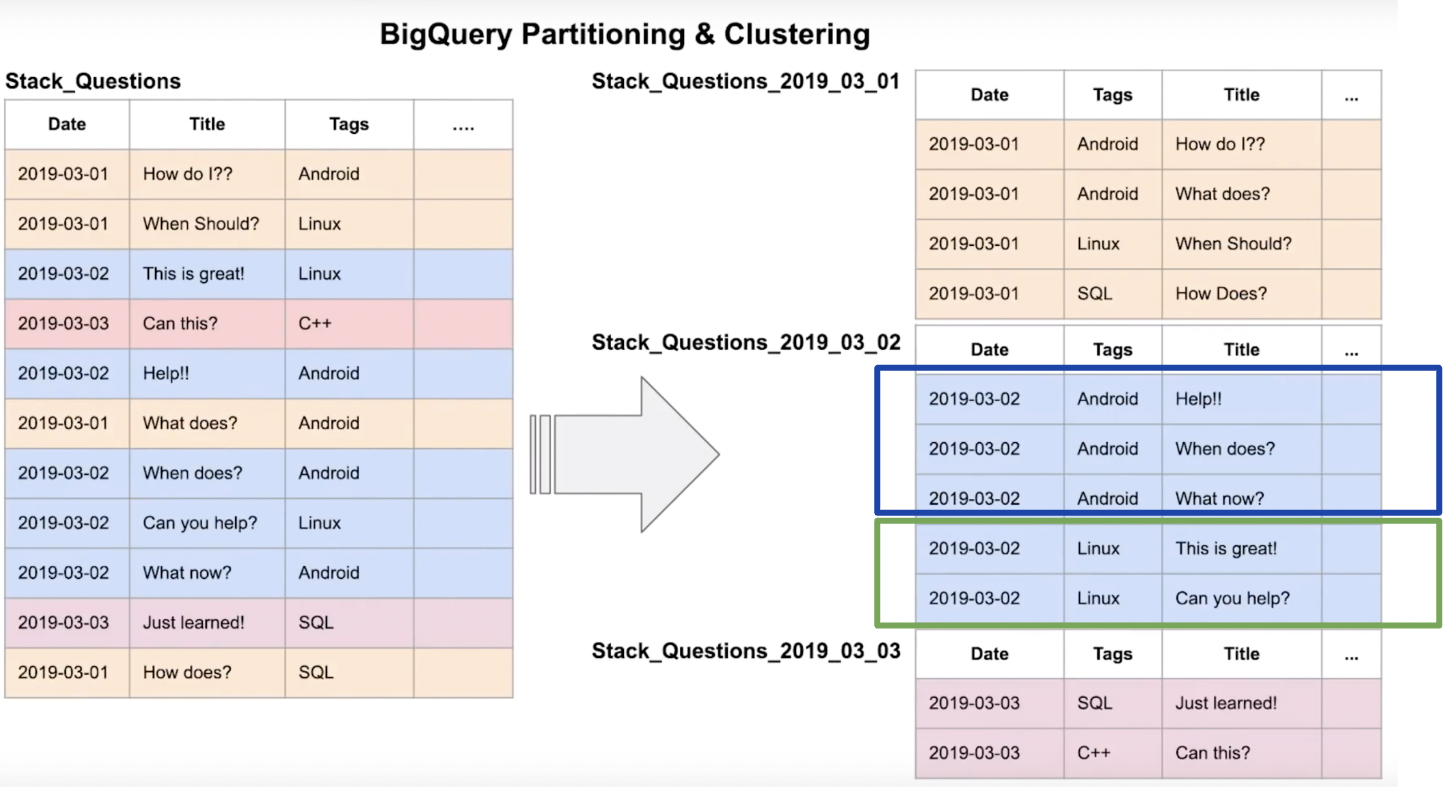 BigQuery Partitioning & Clustering
Stack_Questions
Date Title Tags ....
2019-03-01 How do I?? Android
2019-03-01 When Should? Linux
2019-03-02 This is great! Linux
2019-03-03 Can this? C++
2019-03-02 Help!! Android
2019-03-01 What does? Android
2019-03-02 When does? Android
2019-03-02 Can you help? Linux
2019-03-02 What now? Android
2019-03-03 Just learned! SQL
2019-03-01 How does? SQL
Stack_Questions_2019_03_01
Date Tags Title ...
2019-03-01 Android How do I??
2019-03-01 Android What does?
2019-03-01 Linux When Should?
2019-03-01 SQL How Does?
Stack_Questions_2019_03_02
Date Tags Title ...
2019-03-02 Android Help!!
2019-03-02 Android When does?
2019-03-02 Android What now?
2019-03-02 Linux This is great!
2019-03-02 Linux Can you help?
Stack_Questions_2019_03_03
Date Tags Title ...
2019-03-03 SQL Just learned!
2019-03-03 C++ Can this?